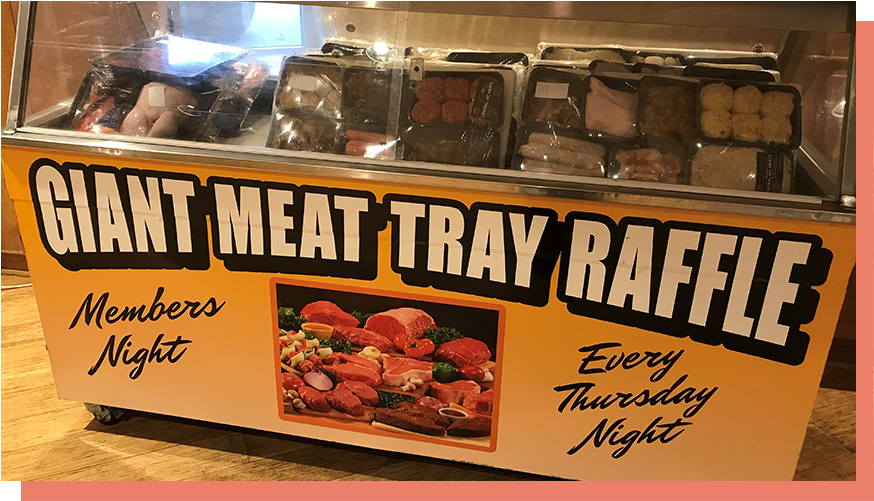 GIANT MEAT TRAY RAFFLE
Members
Night
Every
Thursday
Night